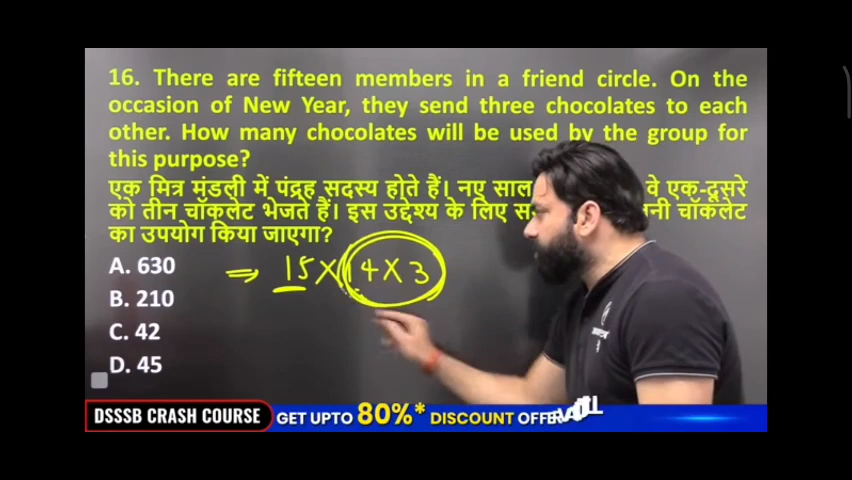 16. There are fifteen members in a friend circle. On the
occasion of New Year, they send three chocolates to each
other. How many chocolates will be used by the group for
this purpose?
एक मित्र मंडली में पंद्रह सदस्य होते हैं। नए साल वे एक-दूसरे
को तीन चॉकलेट भेजते हैं। इस उद्देश्य के लिए चॉकलेट
का उपयोग किया जाएगा?
A. 630
⇒ 15X14X3
B. 210
C. 42
D. 45
DSSSB CRASH COURSE GET UPTO 80%* DISCOUNT OFFER